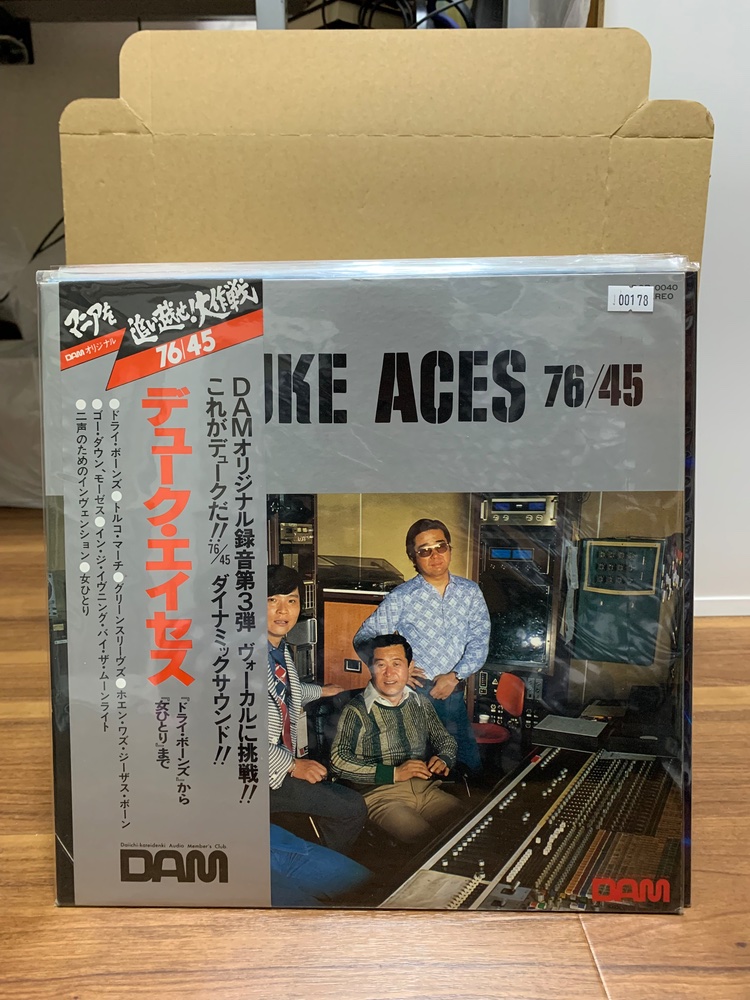 マニアを
追い越せ!大作戦
DAMオリジナル
76/45
DAMオリジナル録音第3弾 ヴォーカルに挑戦!!
これがデュークだ!! 76/45 ダイナミックサウンド!!
デューク・エイセス
『ドライ・ボーンズ』から
『女ひとり』まで
●ドライ・ボーンズ●トルコ・マーチ●グリーンスリーヴズ●ホエン・ワズ・ジーザス・ボーン
●ゴー・ダウン、モーゼス●イン・ジ・イヴニング・バイ・ザ・ムーンライト
●二声のためのインヴェンション●女ひとり
Daiichi-kateidenki Audio Member's Club.
DAM
UKE ACES 76/45
0040
REO
00178
DAM